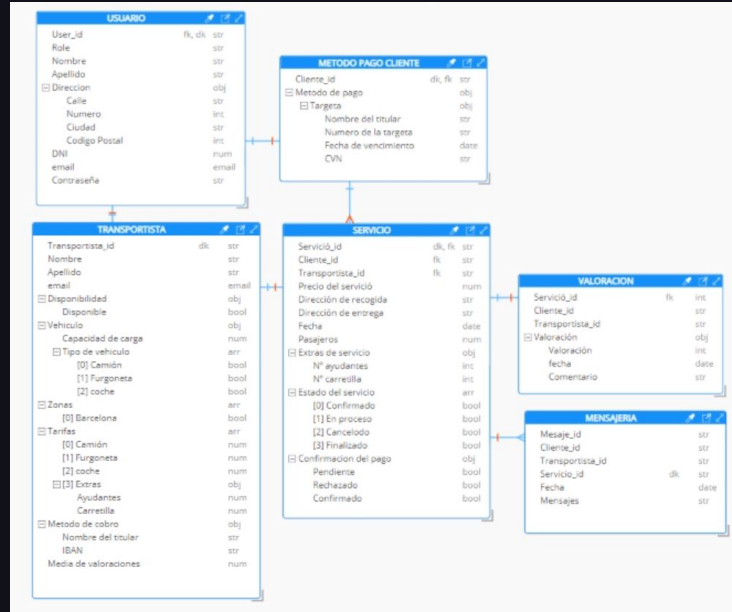 USUARIO
User_id fk, dk str
Role str
Nombre str
Apellido str
Direccion obj
Calle str
Numero int
Ciudad str
Codigo Postal int
DNI num
email email
Contraseña str
METODO PAGO CLIENTE
Cliente_id dk, fk str
Metodo de pago obj
Targeta obj
Nombre del titular str
Numero de la targeta str
Fecha de vencimiento date
CVN str
TRANSPORTISTA
Transportista_id dk str
Nombre str
Apellido str
email email
Disponibilidad obj
Disponible bool
Vehiculo obj
Capacidad de carga num
Tipo de vehiculo arr
[0] Camión bool
[1] Furgoneta bool
[2] coche bool
Zonas arr
[0] Barcelona bool
Tarifas arr
[0] Camión num
[1] Furgoneta num
[2] coche num
[3] Extras obj
Ayudantes num
Carretilla num
Metodo de cobro obj
Nombre del titular str
IBAN str
Media de valoraciones num
SERVICIO
Servició_id dk, fk str
Cliente_id fk str
Transportista_id fk str
Precio del servició num
Dirección de recogida str
Dirección de entrega str
Fecha date
Pasajeros num
Extras de servicio obj
Nº ayudantes int
Nº carretilla int
Estado del servicio arr
[0] Confirmado bool
[1] En proceso bool
[2] Cancelodo bool
[3] Finalizado bool
Confirmacion del pago obj
Pendiente bool
Rechazado bool
Confirmado bool
VALORACION
Servició_id fk int
Cliente_id str
Transportista_id str
Valoración obj
Valoración int
fecha date
Comentario str
MENSAJERIA
Mesaje_id str
Cliente_id str
Transportista_id str
Servicio_id dk str
Fecha date
Mensajes str